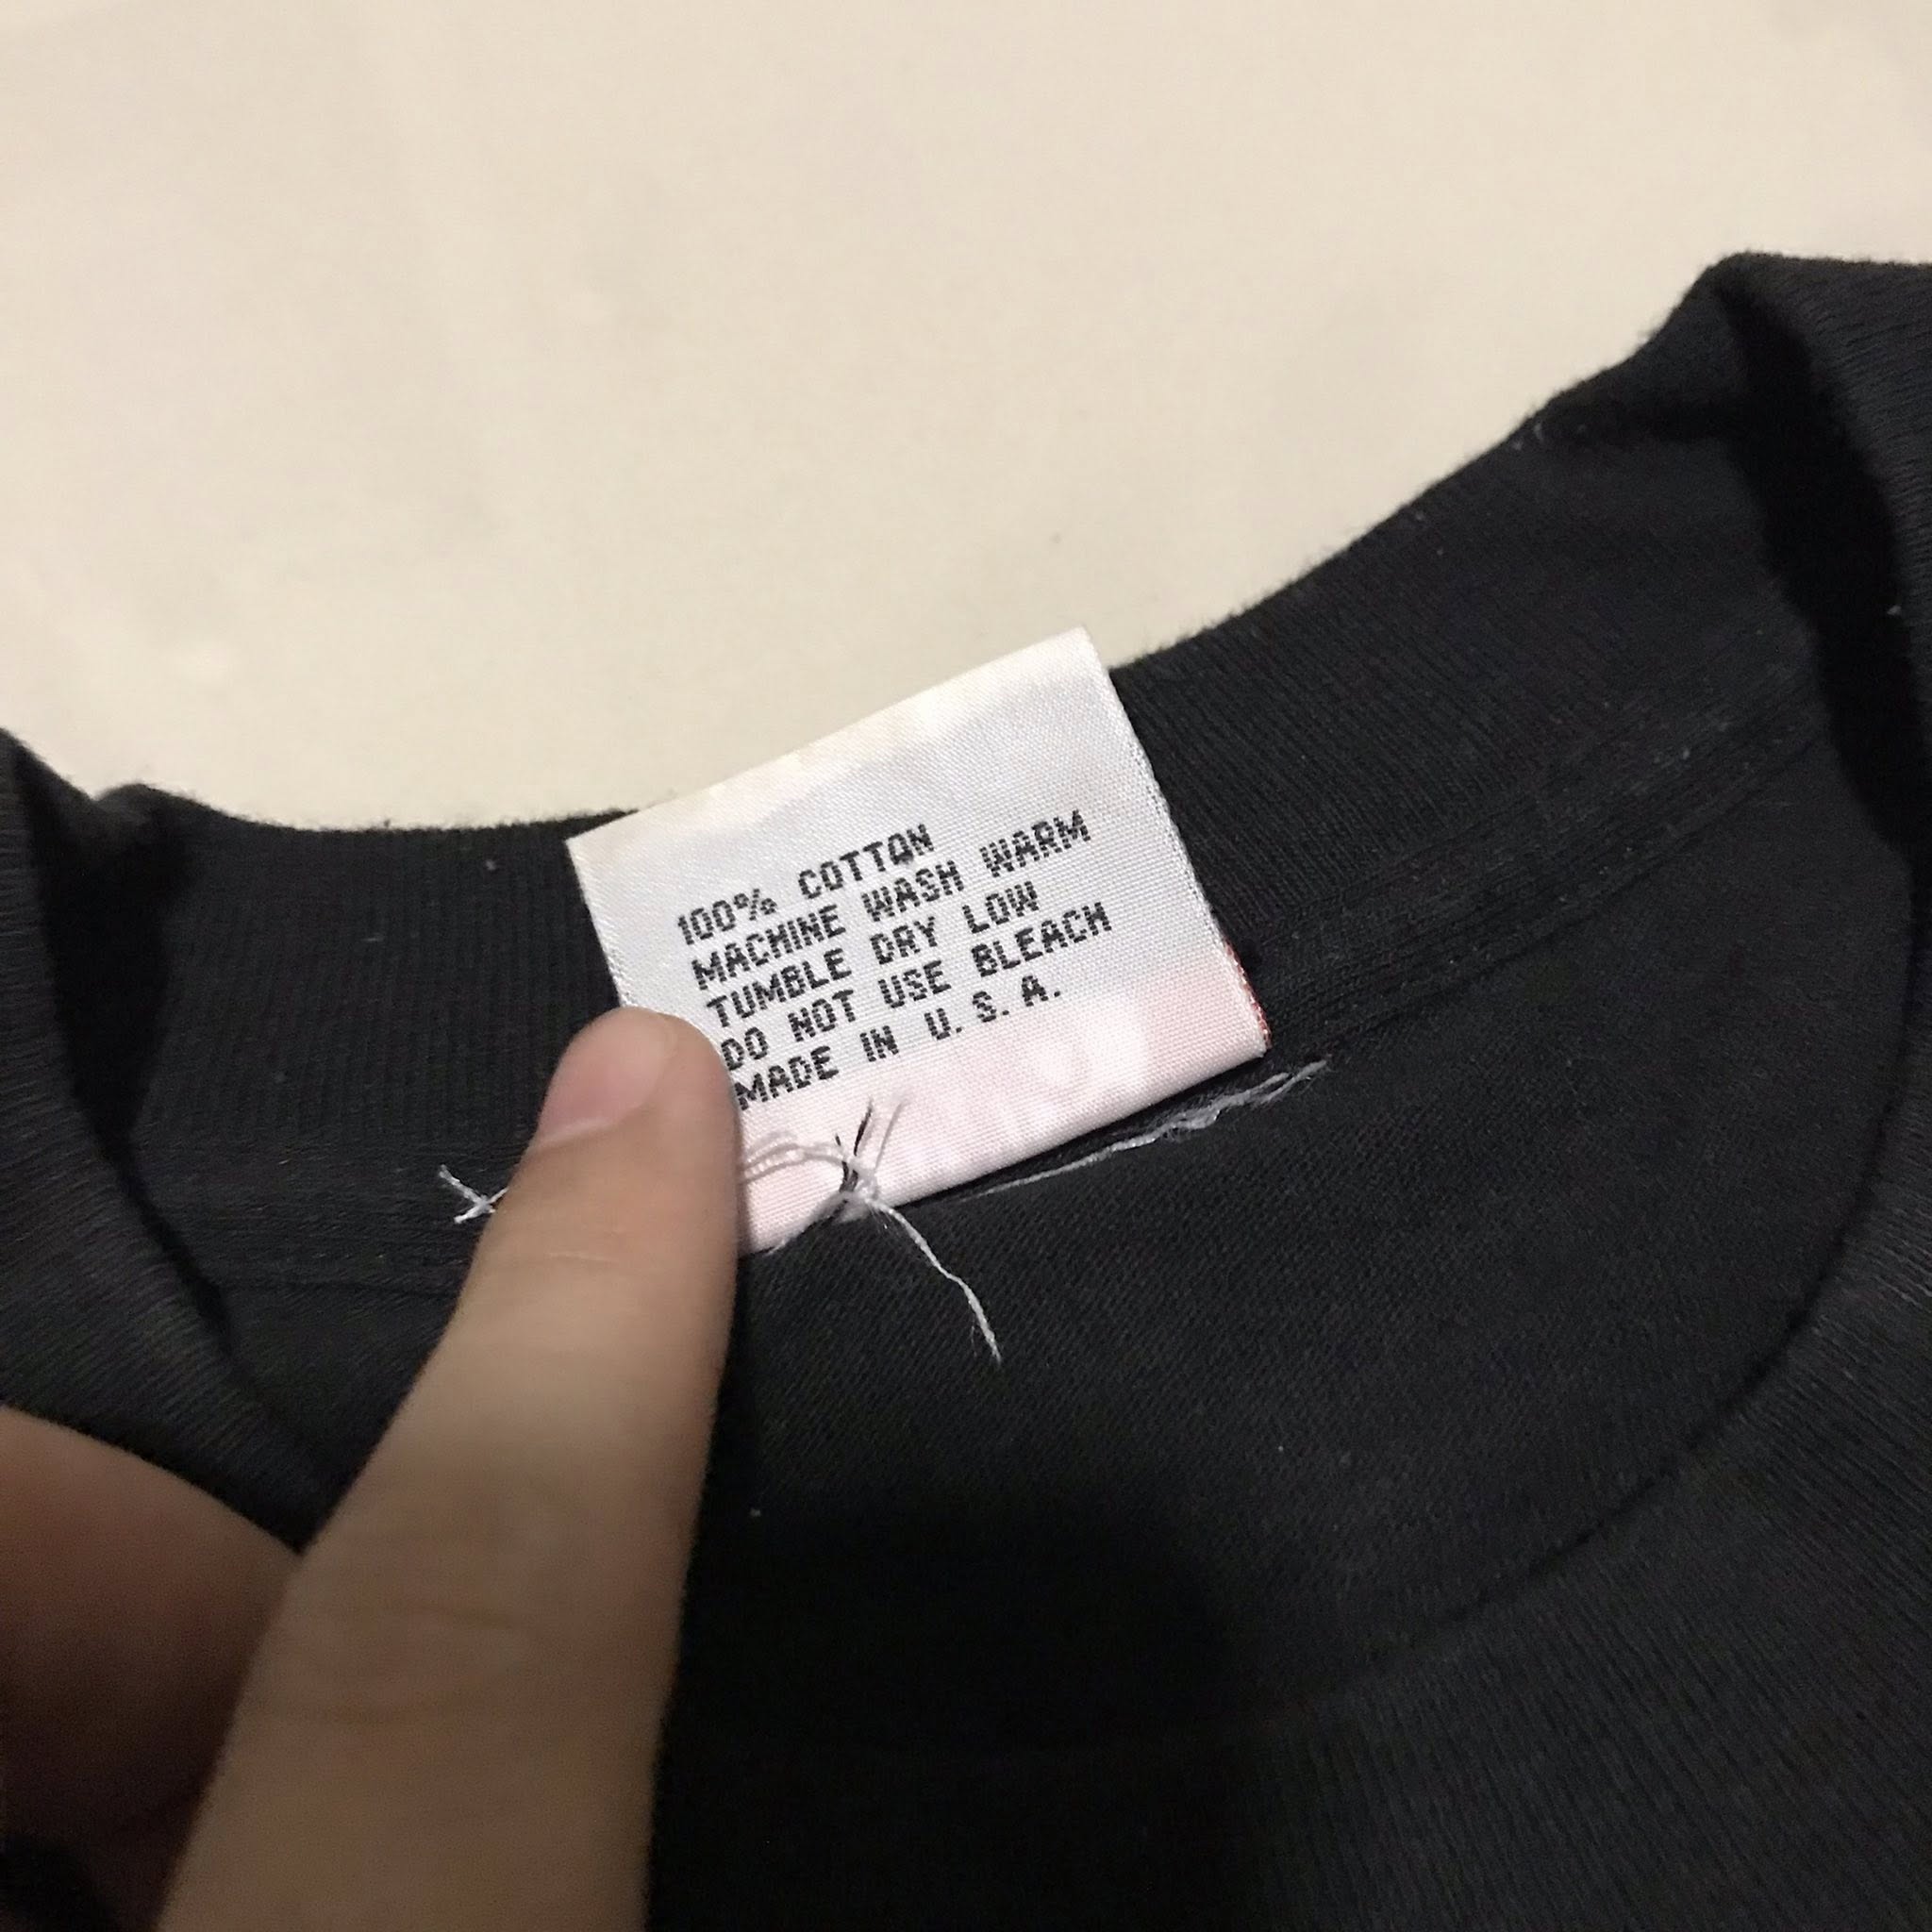 100% COTTON
MACHINE WASH WARM
TUMBLE DRY LOW
DO NOT USE BLEACH
MADE IN U.S.A.